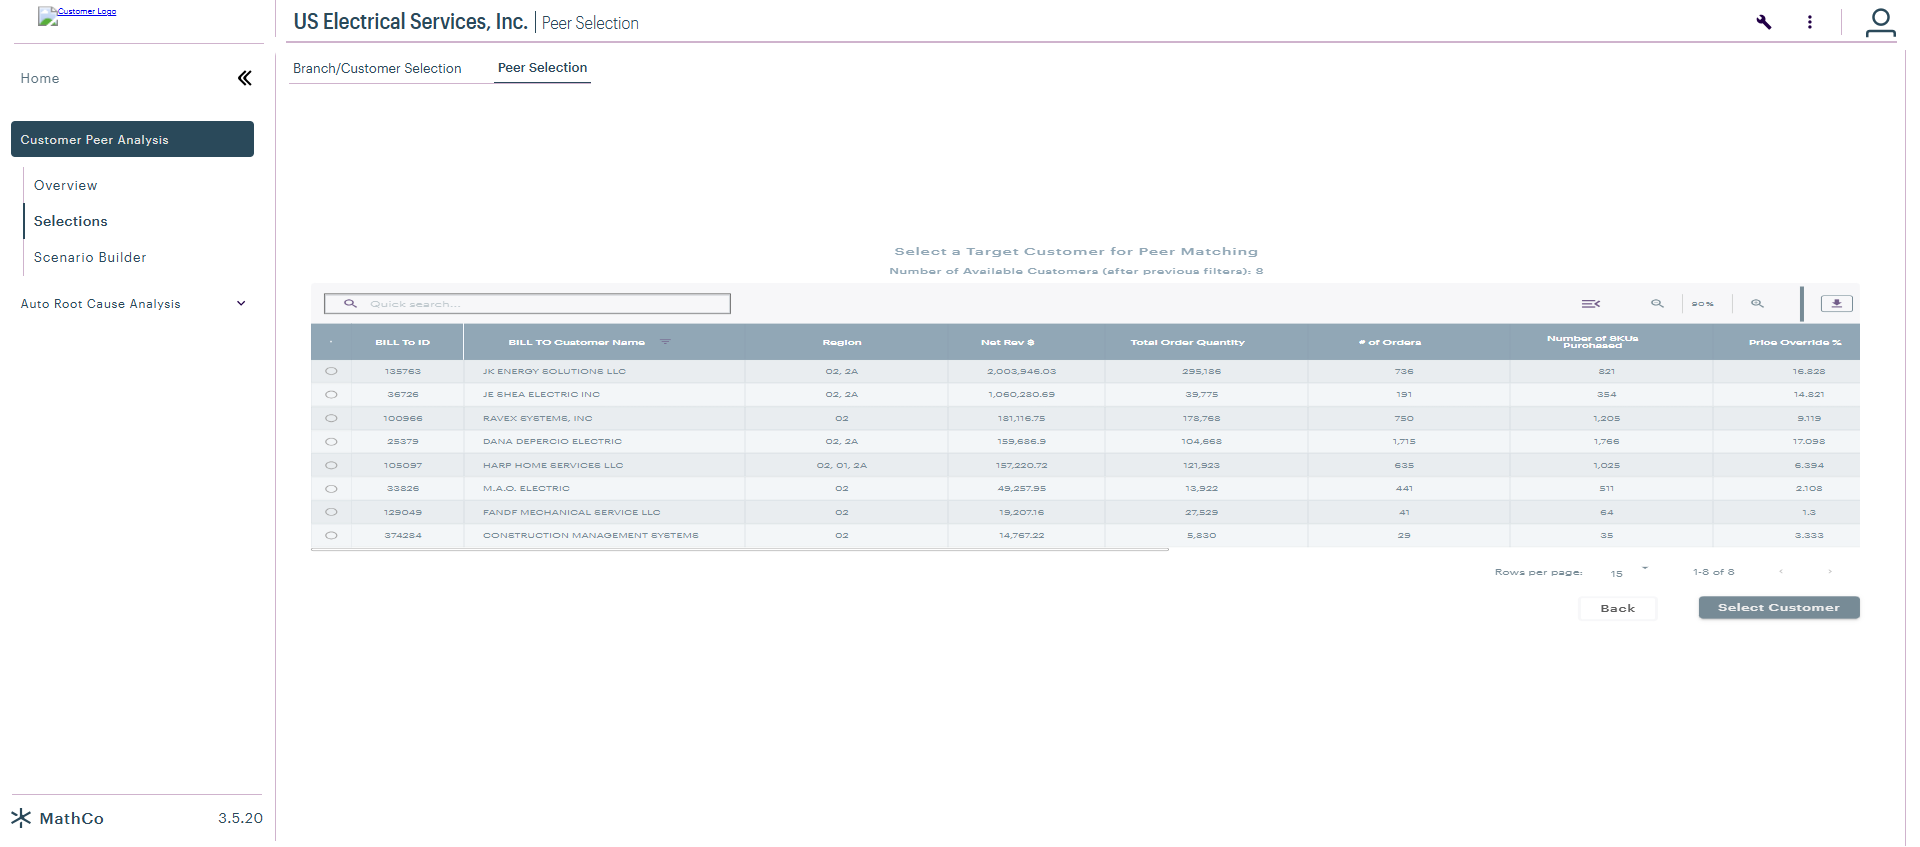 Customer Logo
US Electrical Services, Inc. | Peer Selection
Home
Branch/Customer Selection
Peer Selection
Customer Peer Analysis
Overview
Selections
Scenario Builder
Auto Root Cause Analysis
Select a Target Customer for Peer Matching
Number of Available Customers (after previous filters): 8
Quick search...
90%
BILL To ID BILL TO Customer Name Region Net Rev $ Total Order Quantity # of Orders Number of SKUs Purchased Price Override %
135763 JK ENERGY SOLUTIONS LLC 02, 2A 2,003,946.03 295,186 736 821 16.828
36726 JE SHEA ELECTRIC INC 02, 2A 1,060,280.69 39,775 191 354 14.821
100966 RAVEX SYSTEMS, INC 02 181,116.75 178,768 750 1,205 9.119
25379 DANA DEPERCIO ELECTRIC 02, 2A 159,686.9 104,668 1,715 1,766 17.098
105097 HARP HOME SERVICES LLC 02, 01, 2A 157,220.72 121,923 635 1,025 6.394
33826 M.A.O. ELECTRIC 02 49,257.95 13,922 441 511 2.108
129049 FANDF MECHANICAL SERVICE LLC 02 19,207.16 27,529 41 64 1.3
374284 CONSTRUCTION MANAGEMENT SYSTEMS 02 14,767.22 5,830 29 35 3.333
Rows per page: 15 1-8 of 8
Back
Select Customer
MathCo 3.5.20